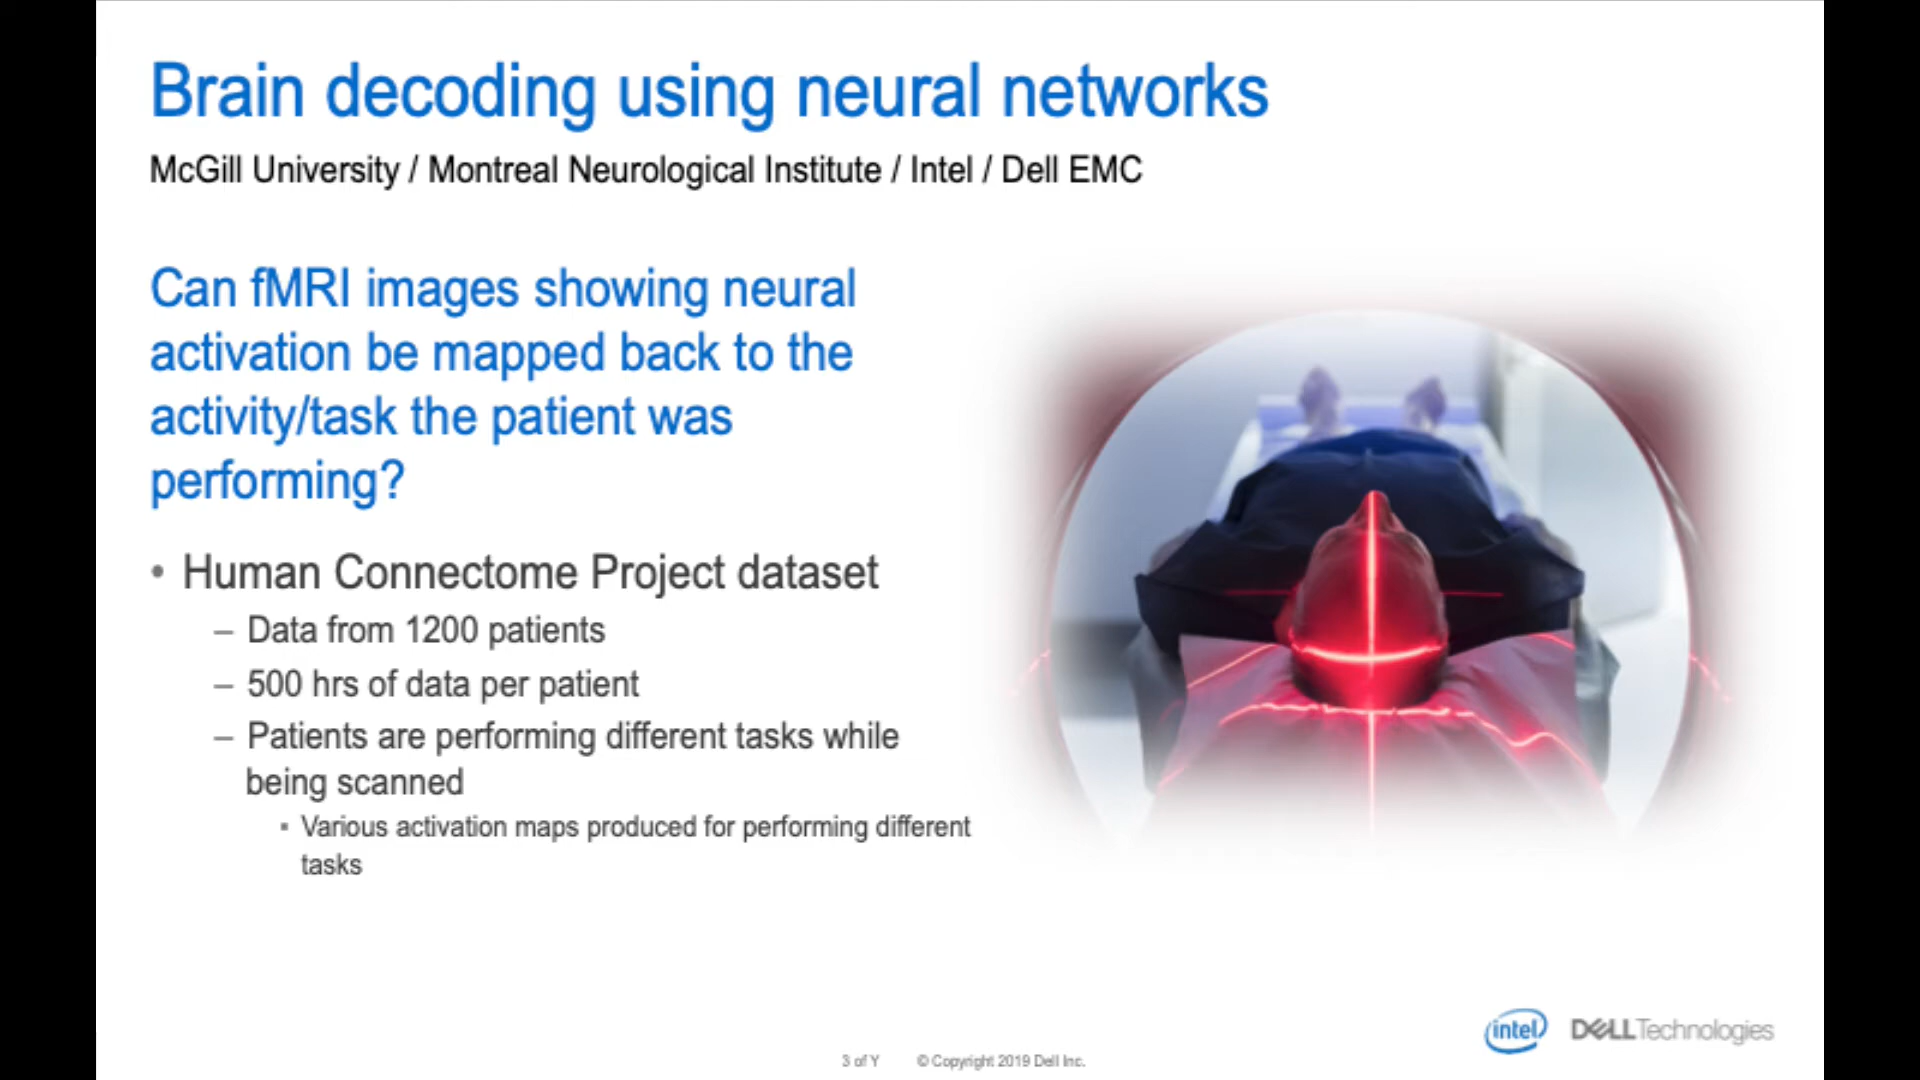 Brain decoding using neural networks
McGill University / Montreal Neurological Institute / Intel / Dell EMC
Can fMRI images showing neural
activation be mapped back to the
activity/task the patient was
performing?
• Human Connectome Project dataset
– Data from 1200 patients
– 500 hrs of data per patient
– Patients are performing different tasks while
being scanned
▪ Various activation maps produced for performing different
tasks
intel DELLTechnologies
3 of Y © Copyright 2019 Dell Inc.